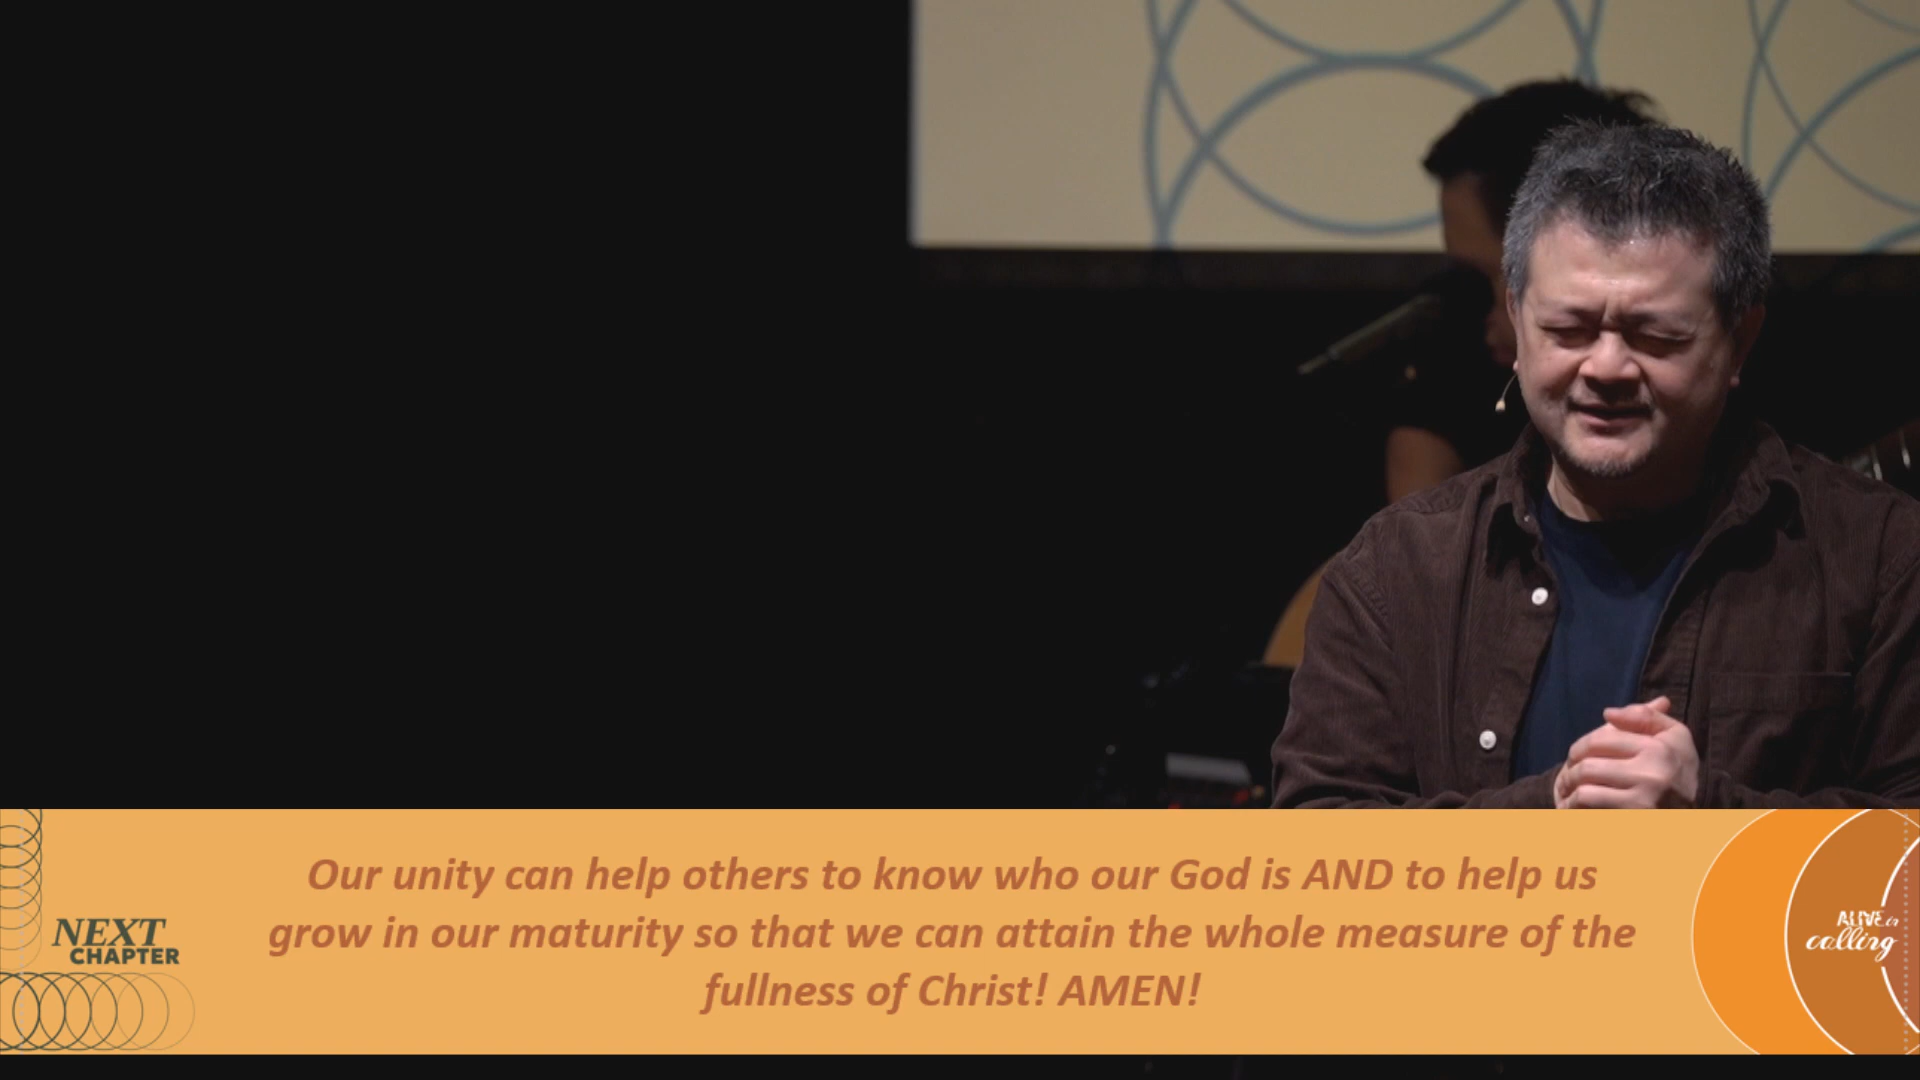 Our unity can help others to know who our God is AND to help us
grow in our maturity so that we can attain the whole measure of the
fullness of Christ! AMEN!
NEXT
CHAPTER
ALIVE in
calling